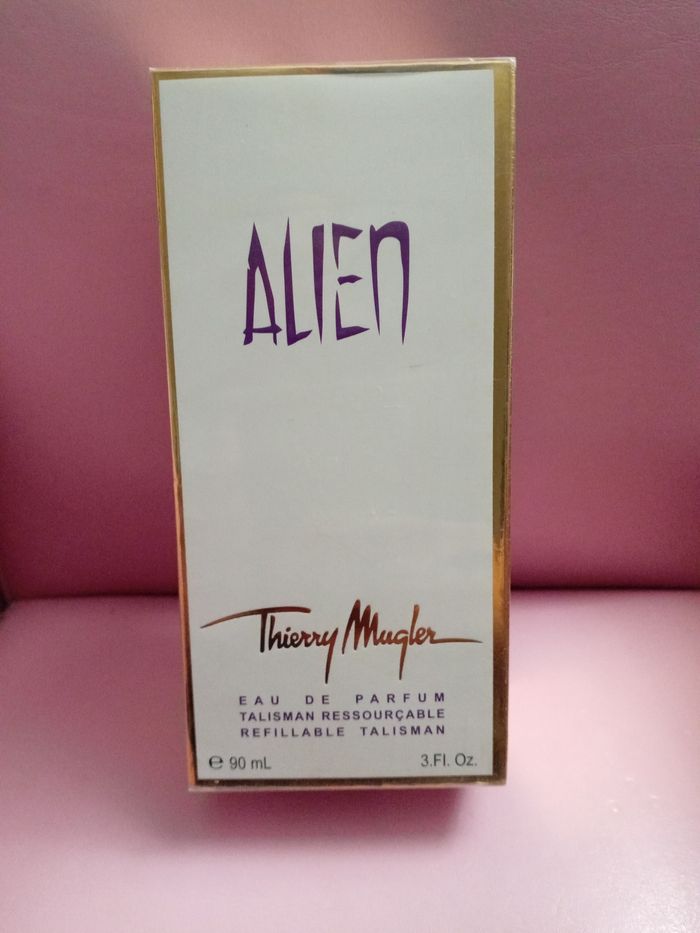 ALIEN
Thierry Mugler
EAU DE PARFUM
TALISMAN RESSOURÇABLE
REFILLABLE TALISMAN
℮ 90 mL 3.Fl. Oz.